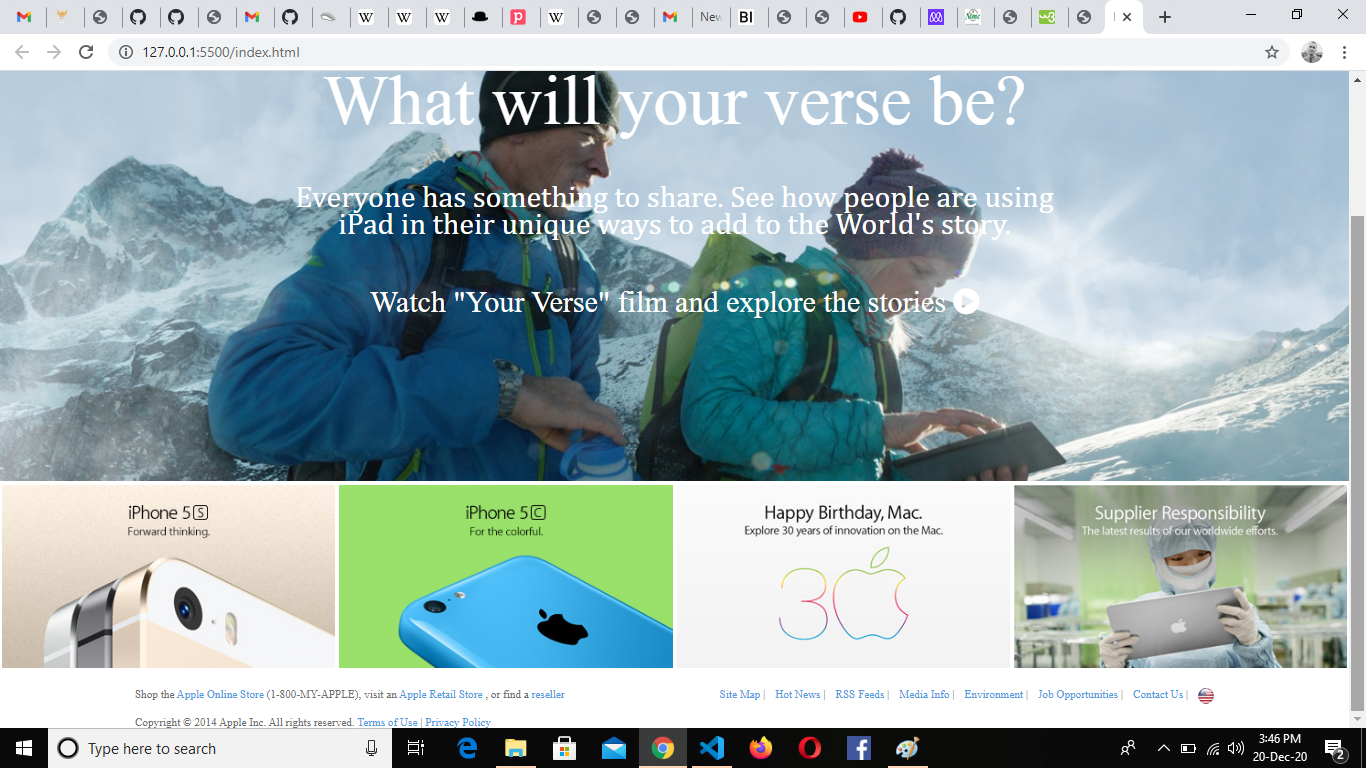 New
BI
127.0.0.1:5500/index.html
What will your verse be?
Everyone has something to share. See how people are using
iPad in their unique ways to add to the World's story.
Watch "Your Verse" film and explore the stories
iPhone 5S
Forward thinking.
iPhone 5C
For the colorful.
Happy Birthday, Mac.
Explore 30 years of innovation on the Mac.
30
Supplier Responsibility
The latest results of our worldwide efforts.
Shop the Apple Online Store (1-800-MY-APPLE), visit an Apple Retail Store , or find a reseller
Site Map | Hot News | RSS Feeds | Media Info | Environment | Job Opportunities | Contact Us |
Copyright © 2014 Apple Inc. All rights reserved. Terms of Use | Privacy Policy
Type here to search
3:46 PM
20-Dec-20
2